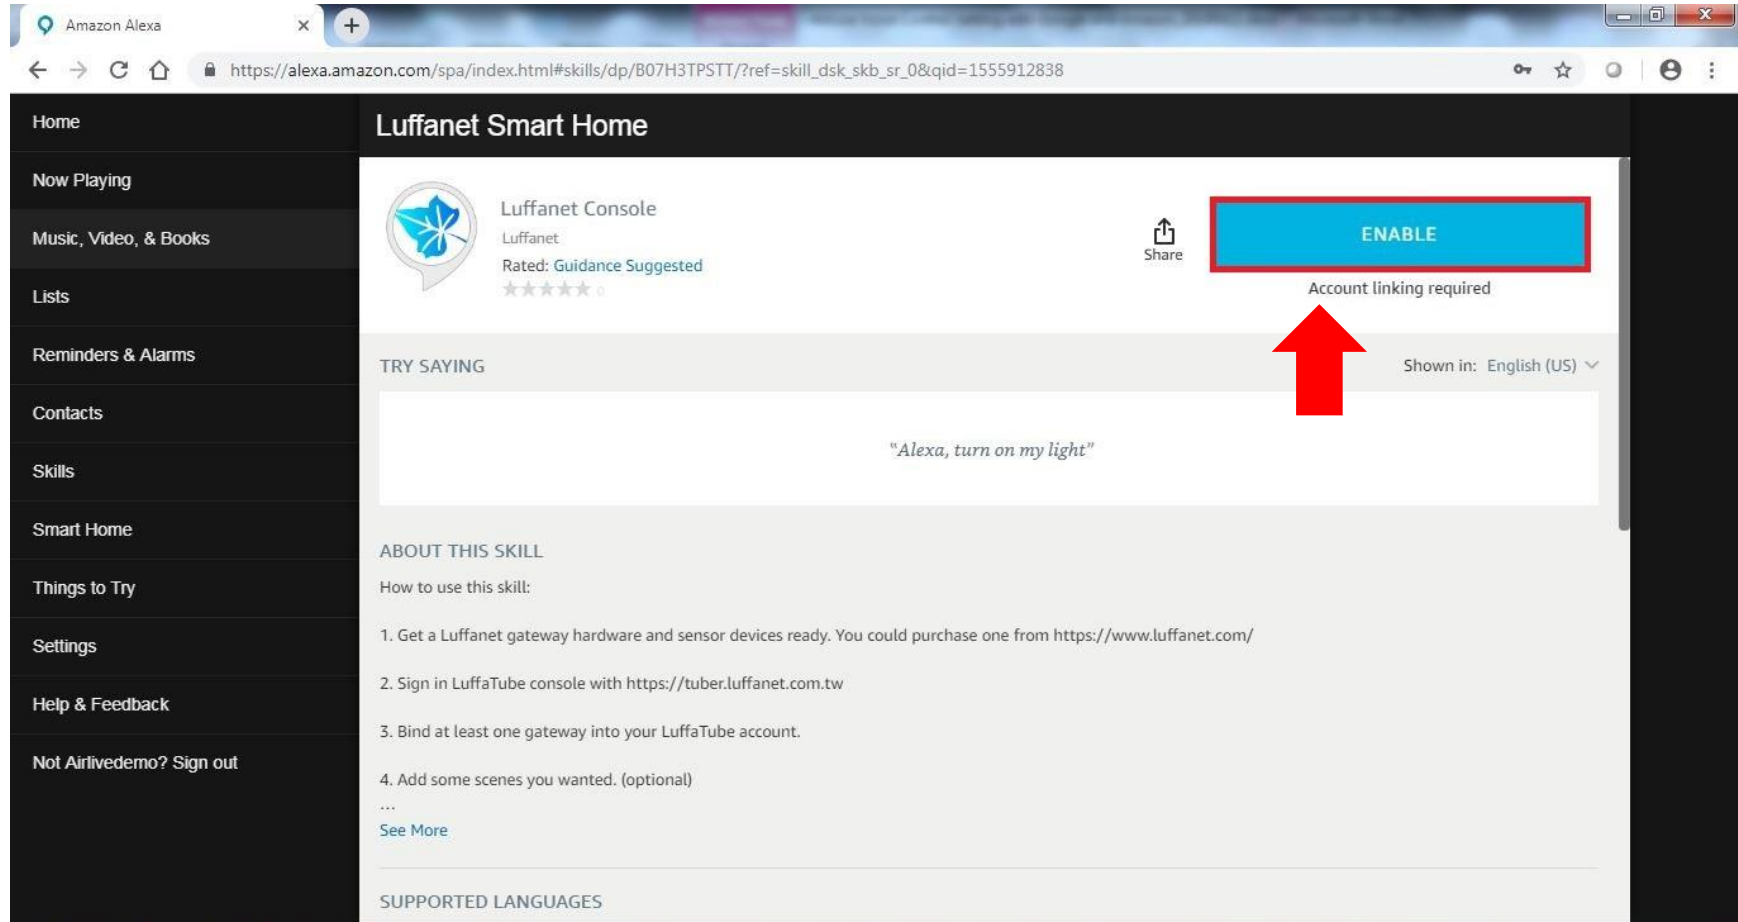 Amazon Alexa
https://alexa.amazon.com/spa/index.html#skills/dp/B07H3TPSTT/?ref=skill_dsk_skb_sr_0&qid=1555912838
Home
Now Playing
Music, Video, & Books
Lists
Reminders & Alarms
Contacts
Skills
Smart Home
Things to Try
Settings
Help & Feedback
Not Airlivedemo? Sign out
Luffanet Smart Home
Luffanet Console
Luffanet
Rated: Guidance Suggested
0
Share
ENABLE
Account linking required
TRY SAYING
Shown in: English (US)
"Alexa, turn on my light"
ABOUT THIS SKILL
How to use this skill:
1. Get a Luffanet gateway hardware and sensor devices ready. You could purchase one from https://www.luffanet.com/
2. Sign in LuffaTube console with https://tuber.luffanet.com.tw
3. Bind at least one gateway into your LuffaTube account.
4. Add some scenes you wanted. (optional)
...
See More
SUPPORTED LANGUAGES